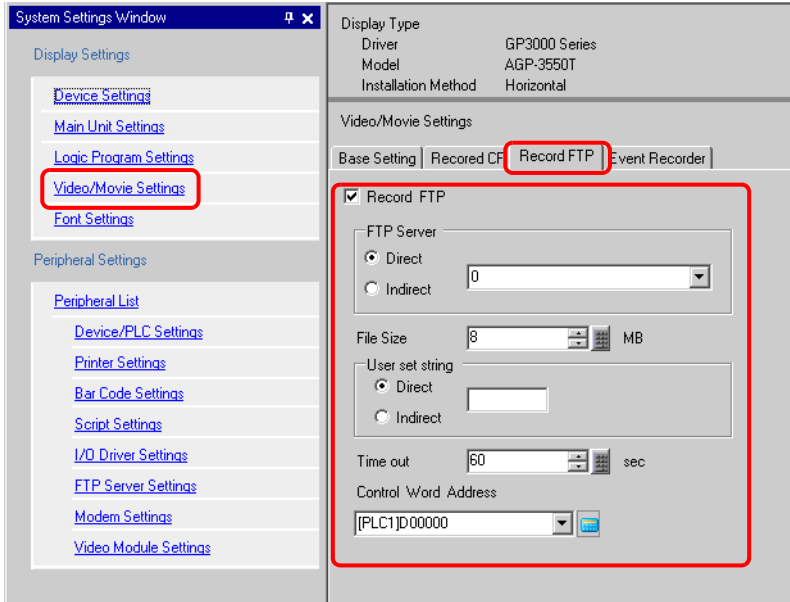 System Settings Window
Display Settings
Device Settings
Main Unit Settings
Logic Program Settings
Video/Movie Settings
Font Settings
Peripheral Settings
Peripheral List
Device/PLC Settings
Printer Settings
Bar Code Settings
Script Settings
I/O Driver Settings
FTP Server Settings
Modem Settings
Video Module Settings
Display Type
Driver GP3000 Series
Model AGP-3550T
Installation Method Horizontal
Video/Movie Settings
Base Setting Recored CF Record FTP Event Recorder
Record FTP
FTP Server
Direct
0
Indirect
File Size 8 MB
User set string
Direct
Indirect
Time out 60 sec
Control Word Address
[PLC1]D00000